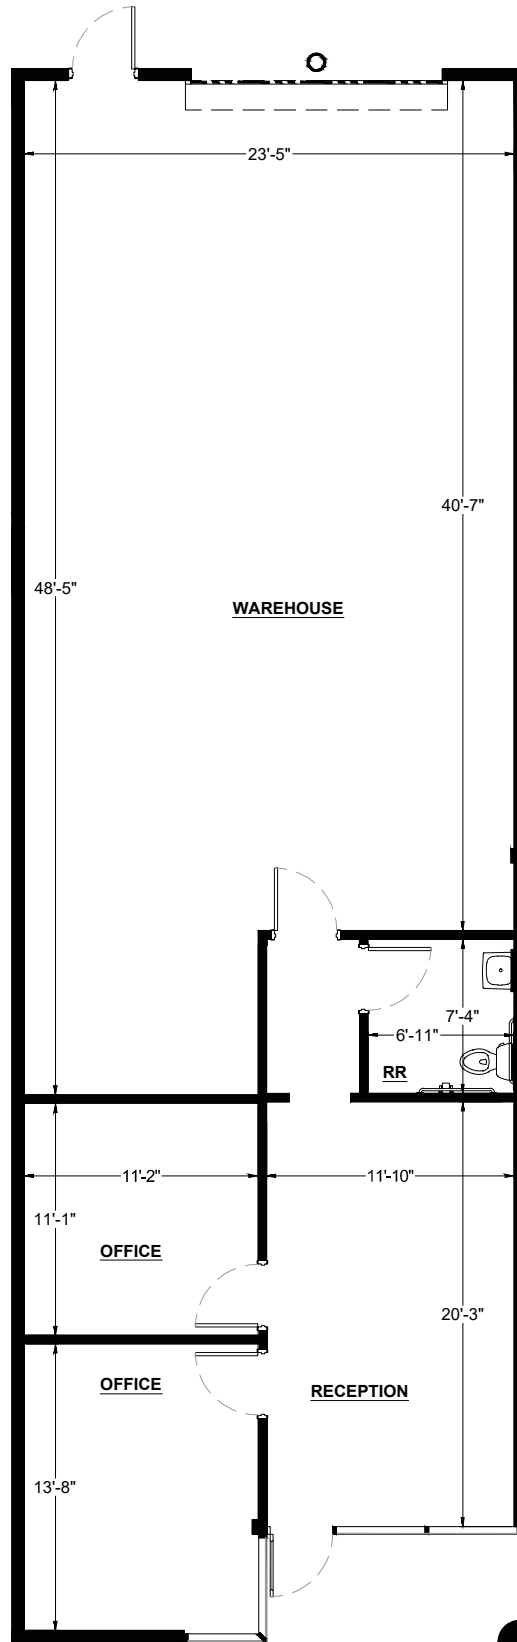 23'-5"
40'-7"
48'-5"
WAREHOUSE
7'-4"
6'-11"
RR
11'-2"
11'-10"
11'-1"
OFFICE
20'-3"
OFFICE
RECEPTION
13'-8"